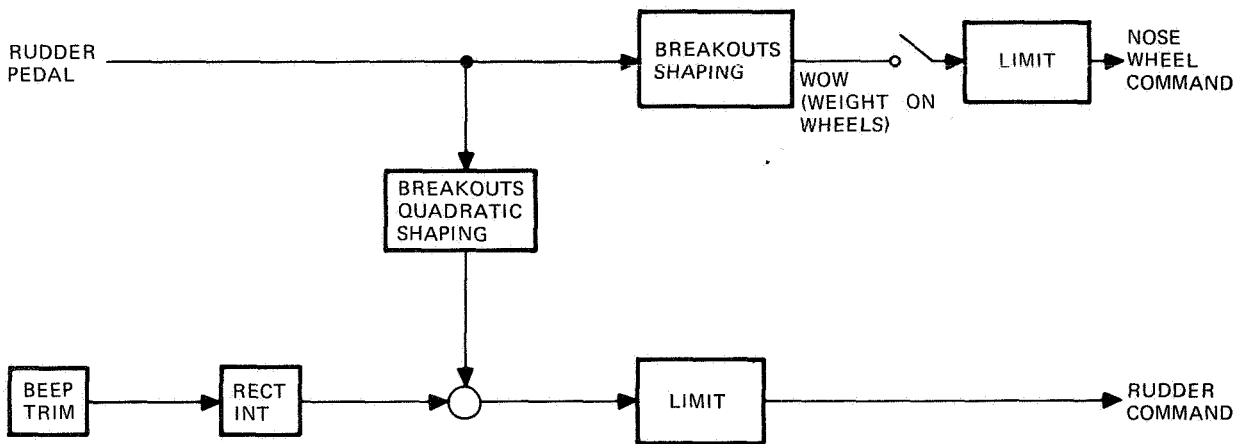 RUDDER
PEDAL
BREAKOUTS
SHAPING
WOW
(WEIGHT ON
WHEELS)
LIMIT
NOSE
WHEEL
COMMAND
BREAKOUTS
QUADRATIC
SHAPING
BEEP
TRIM
RECT
INT
LIMIT
RUDDER
COMMAND